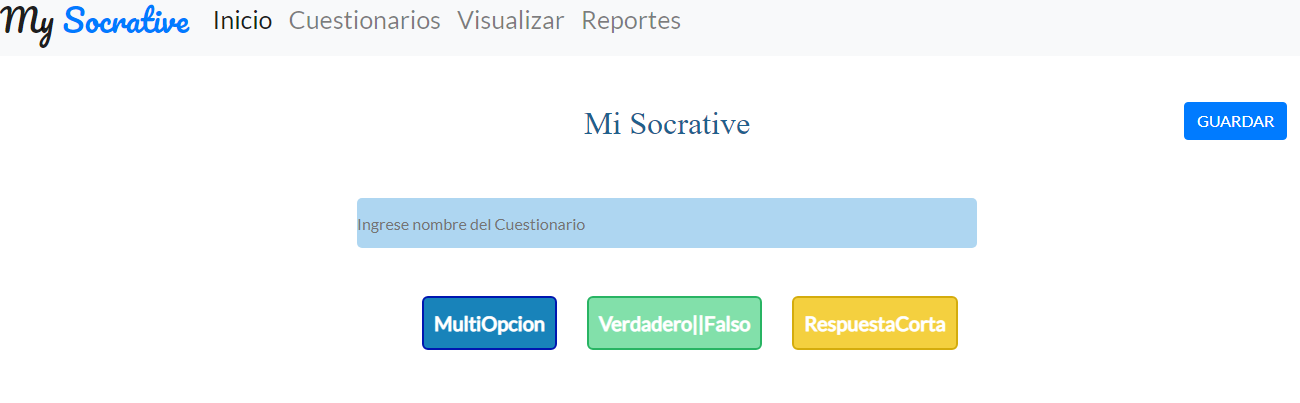 My Socrative Inicio Cuestionarios Visualizar Reportes
Mi Socrative
GUARDAR
Ingrese nombre del Cuestionario
MultiOpcion Verdadero||Falso RespuestaCorta